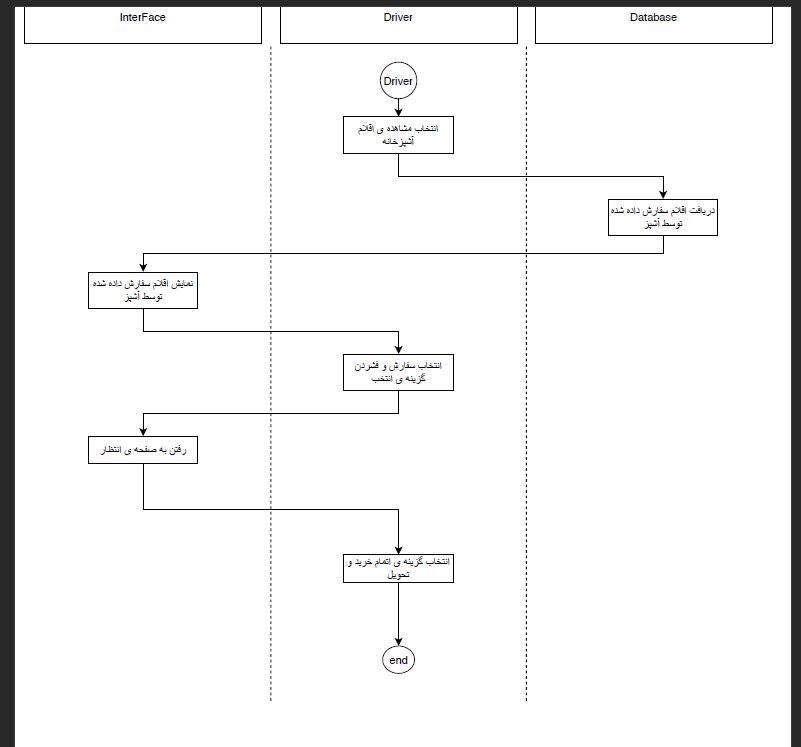 InterFace
Driver
Database
Driver
انتخاب مشاهده ی اقلام
آشپزخانه
دریافت اقلام سفارش داده شده
توسط آشپز
نمایش اقلام سفارش داده شده
توسط آشپز
انتخاب سفارش و فشردن
گزینه ی انتخب
رفتن به صفحه ی انتظار
انتخاب گزینه ی اتمام خرید و
تحویل
end